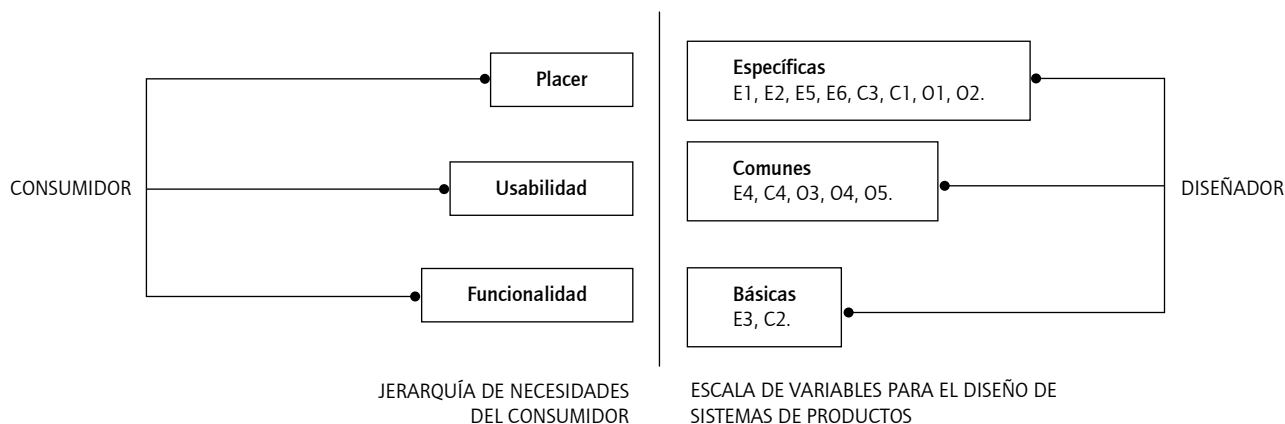 CONSUMIDOR
Placer
Usabilidad
Funcionalidad
JERARQUÍA DE NECESIDADES
DEL CONSUMIDOR
Específicas
E1, E2, E5, E6, C3, C1, O1, O2.
Comunes
E4, C4, O3, O4, O5.
Básicas
E3, C2.
DISEÑADOR
ESCALA DE VARIABLES PARA EL DISEÑO DE
SISTEMAS DE PRODUCTOS